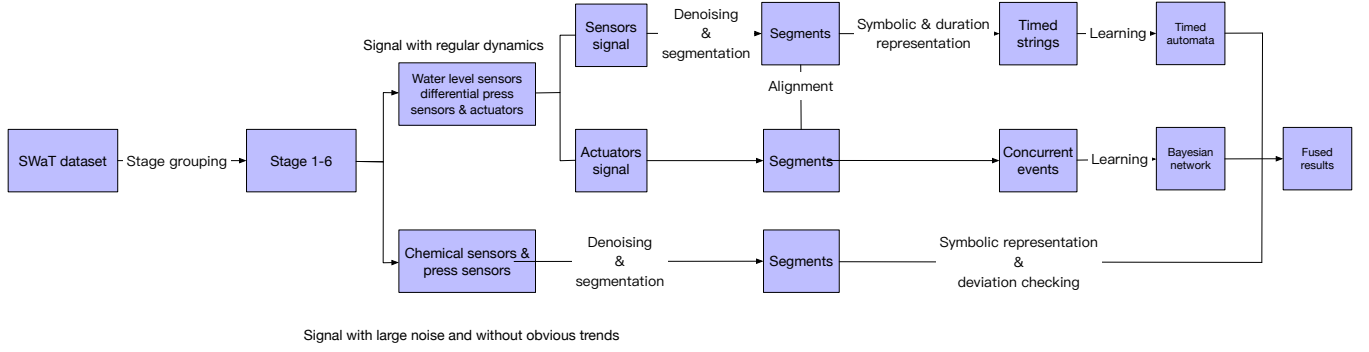 Signal with regular dynamics
Sensors
signal
Denoising
&
segmentation
Segments
Symbolic & duration
representation
Timed
strings
Learning
Timed
automata
Water level sensors
differential press
sensors & actuators
Alignment
SWaT dataset
Stage grouping
Stage 1-6
Actuators
signal
Segments
Concurrent
events
Learning
Bayesian
network
Fused
results
Chemical sensors &
press sensors
Denoising
&
segmentation
Segments
Symbolic representation
&
deviation checking
Signal with large noise and without obvious trends